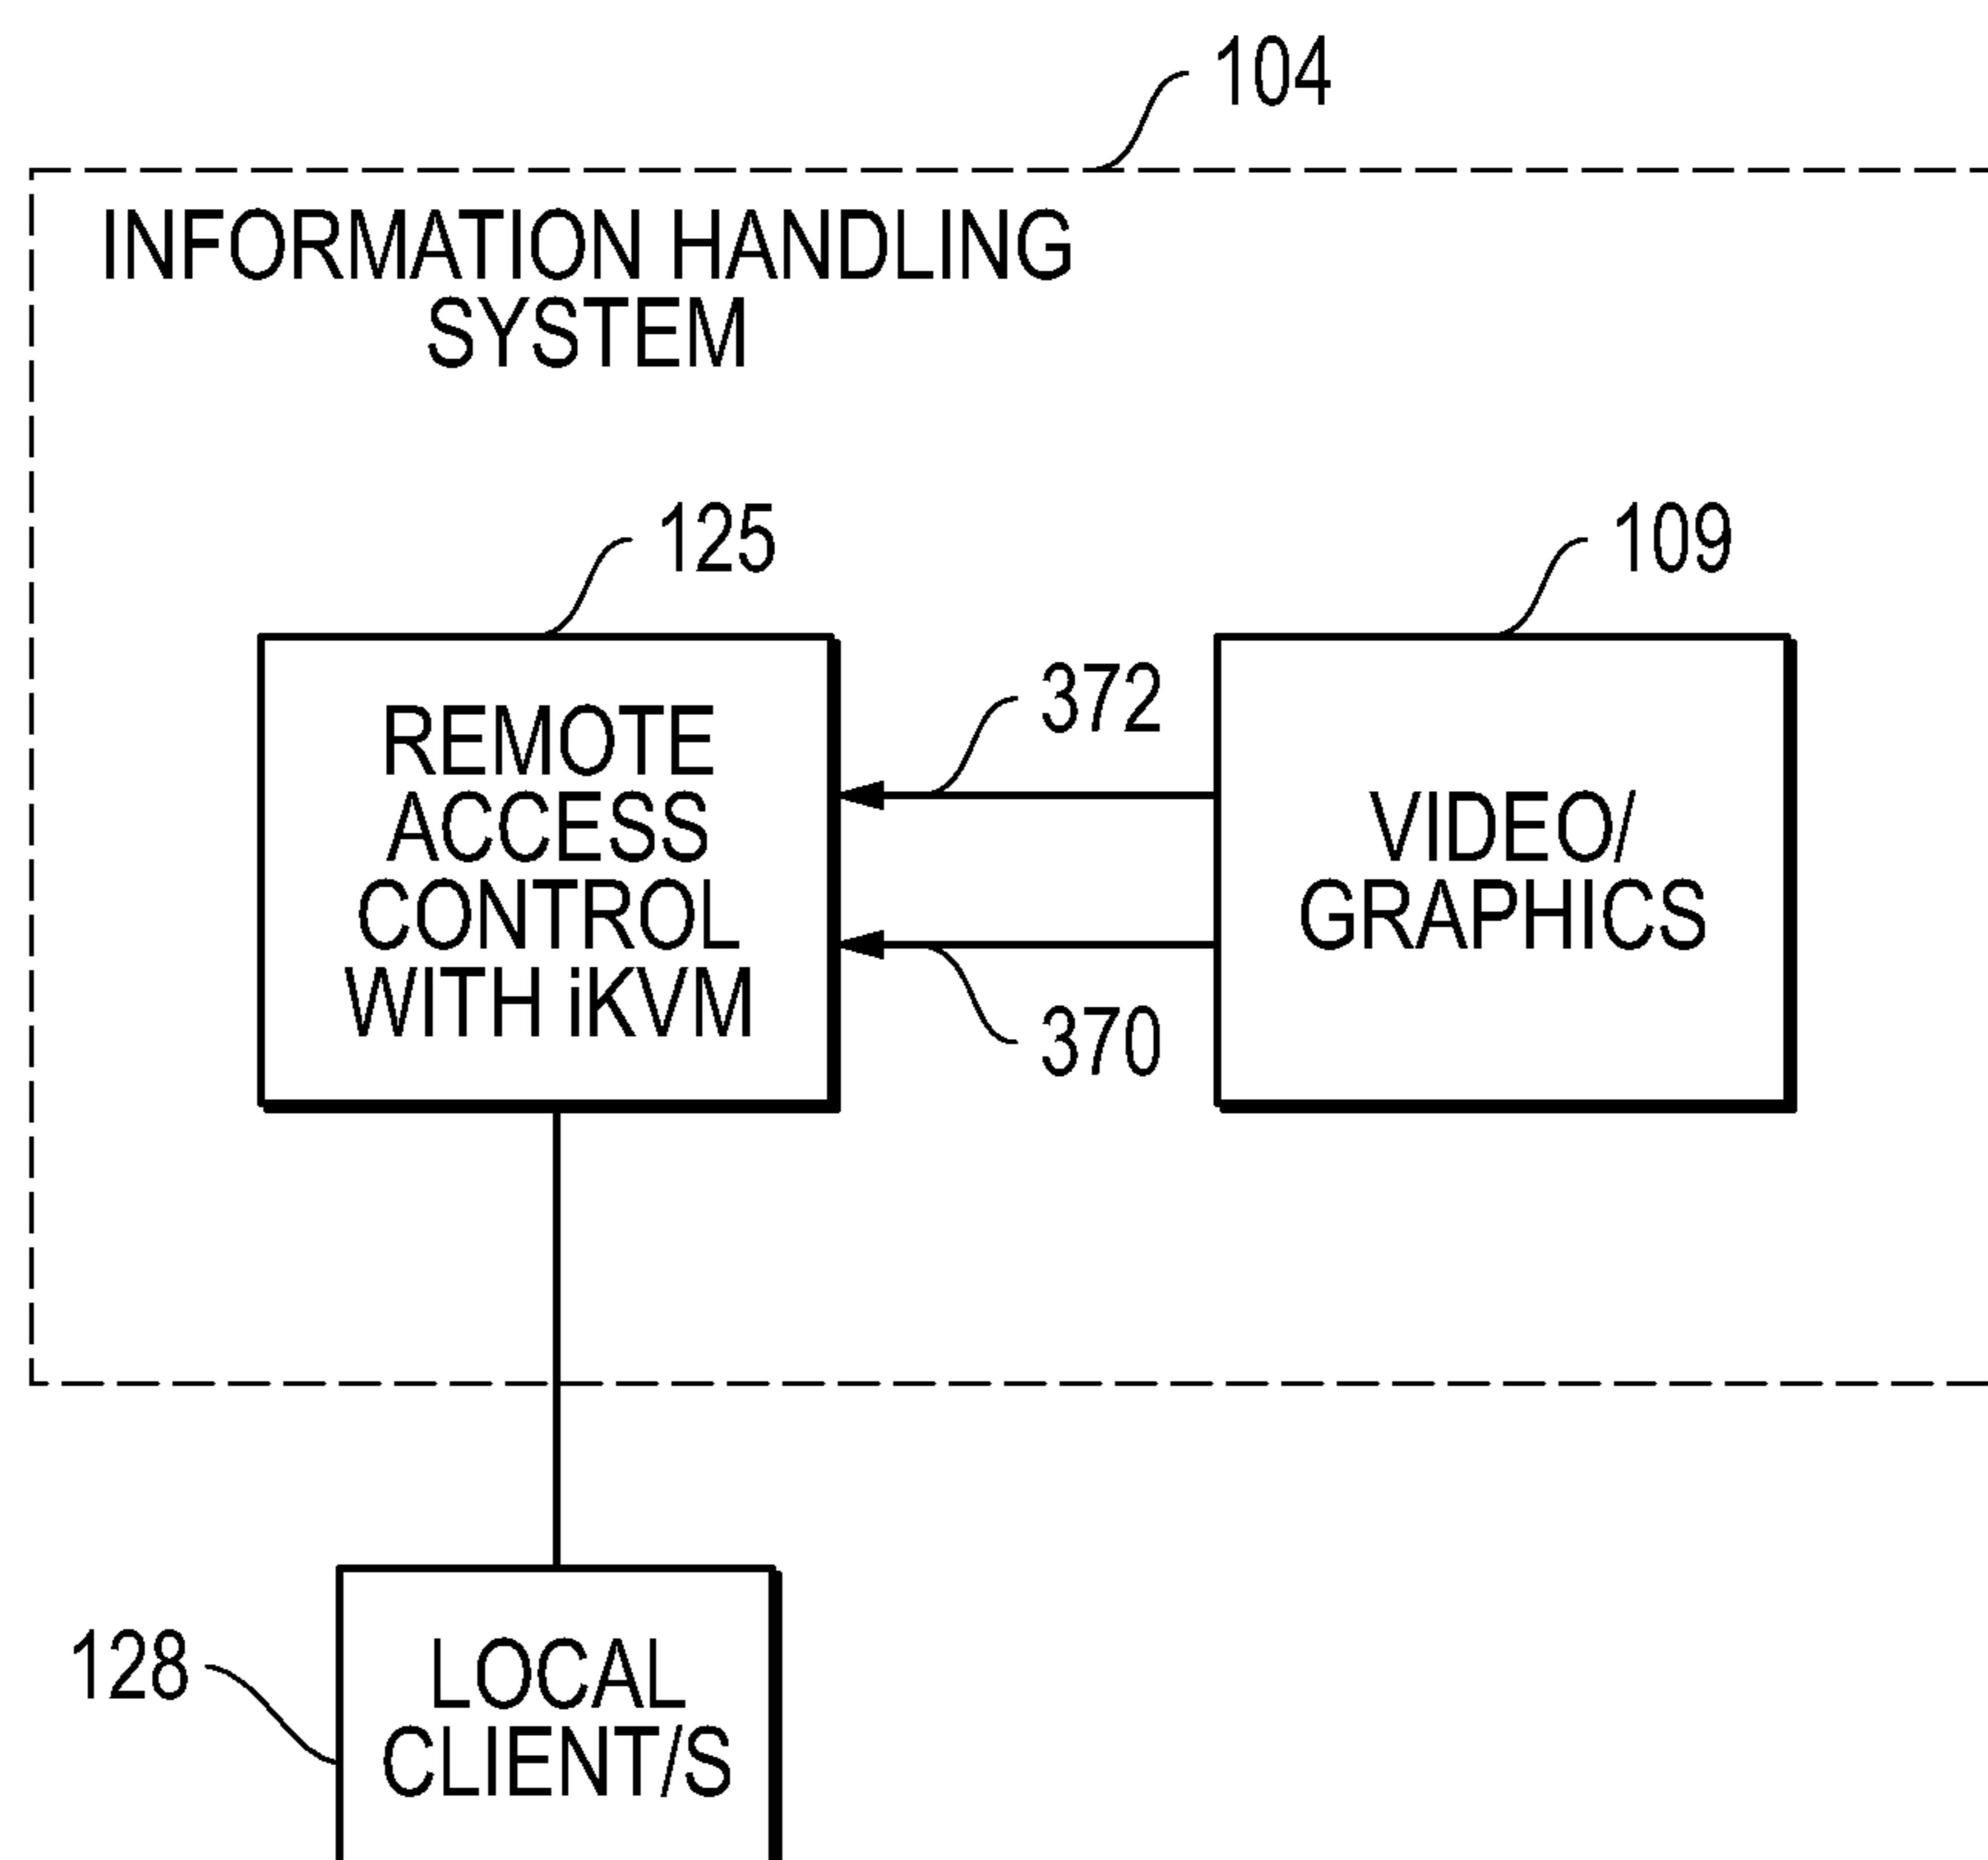 104
INFORMATION HANDLING
SYSTEM
125
109
REMOTE
ACCESS
CONTROL
WITH iKVM
372
370
VIDEO/
GRAPHICS
128
LOCAL
CLIENT/S